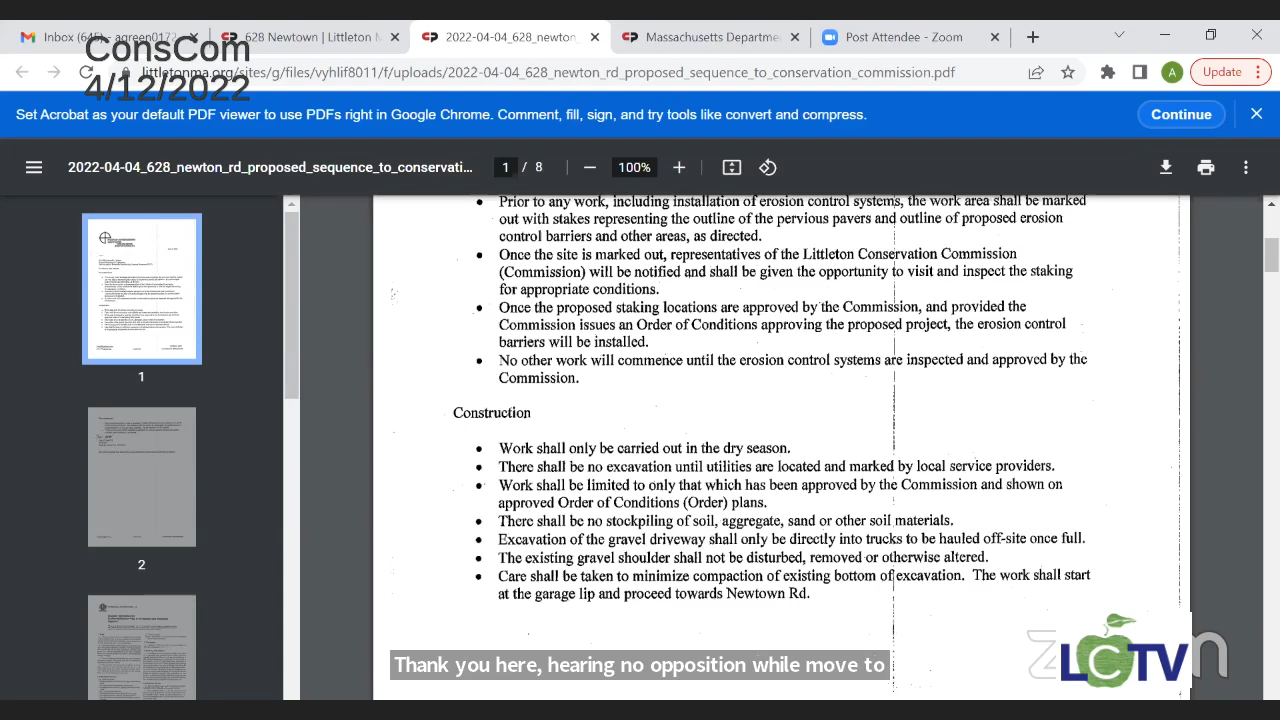 Inbox (645) - agreen0172
628 Newtown | Littleton M
2022-04-04_628_newton_
Massachusetts Departme
Post Attendee - Zoom
ConsCom
4/12/2022
littletonma.org/sites/g/files/vyhlif8011/f/uploads/2022-04-04_628_newton_rd_proposed_sequence_to_conservation_commission.pdf
A
Update
Set Acrobat as your default PDF viewer to use PDFs right in Google Chrome. Comment, fill, sign, and try tools like convert and compress.
Continue
2022-04-04_628_newton_rd_proposed_sequence_to_conservati...
1 / 8
100%
1
2
• Prior to any work, including installation of erosion control systems, the work area shall be marked
out with stakes representing the outline of the pervious pavers and outline of proposed erosion
control barriers and other areas, as directed.
• Once the site is marked out, representatives of the Littleton Conservation Commission
(Commission) will be notified and shall be given 10 days to visit and inspect the staking
for appropriate conditions.
• Once the proposed staking locations are approved by the Commission, and provided the
Commission issues an Order of Conditions approving the proposed project, the erosion control
barriers will be installed.
• No other work will commence until the erosion control systems are inspected and approved by the
Commission.
Construction
• Work shall only be carried out in the dry season.
• There shall be no excavation until utilities are located and marked by local service providers.
• Work shall be limited to only that which has been approved by the Commission and shown on
approved Order of Conditions (Order) plans.
• There shall be no stockpiling of soil, aggregate, sand or other soil materials.
• Excavation of the gravel driveway shall only be directly into trucks to be hauled off-site once full.
• The existing gravel shoulder shall not be disturbed, removed or otherwise altered.
• Care shall be taken to minimize compaction of existing bottom of excavation. The work shall start
at the garage lip and proceed towards Newtown Rd.
Thank you here, hearing no opposition while move to
LCTV